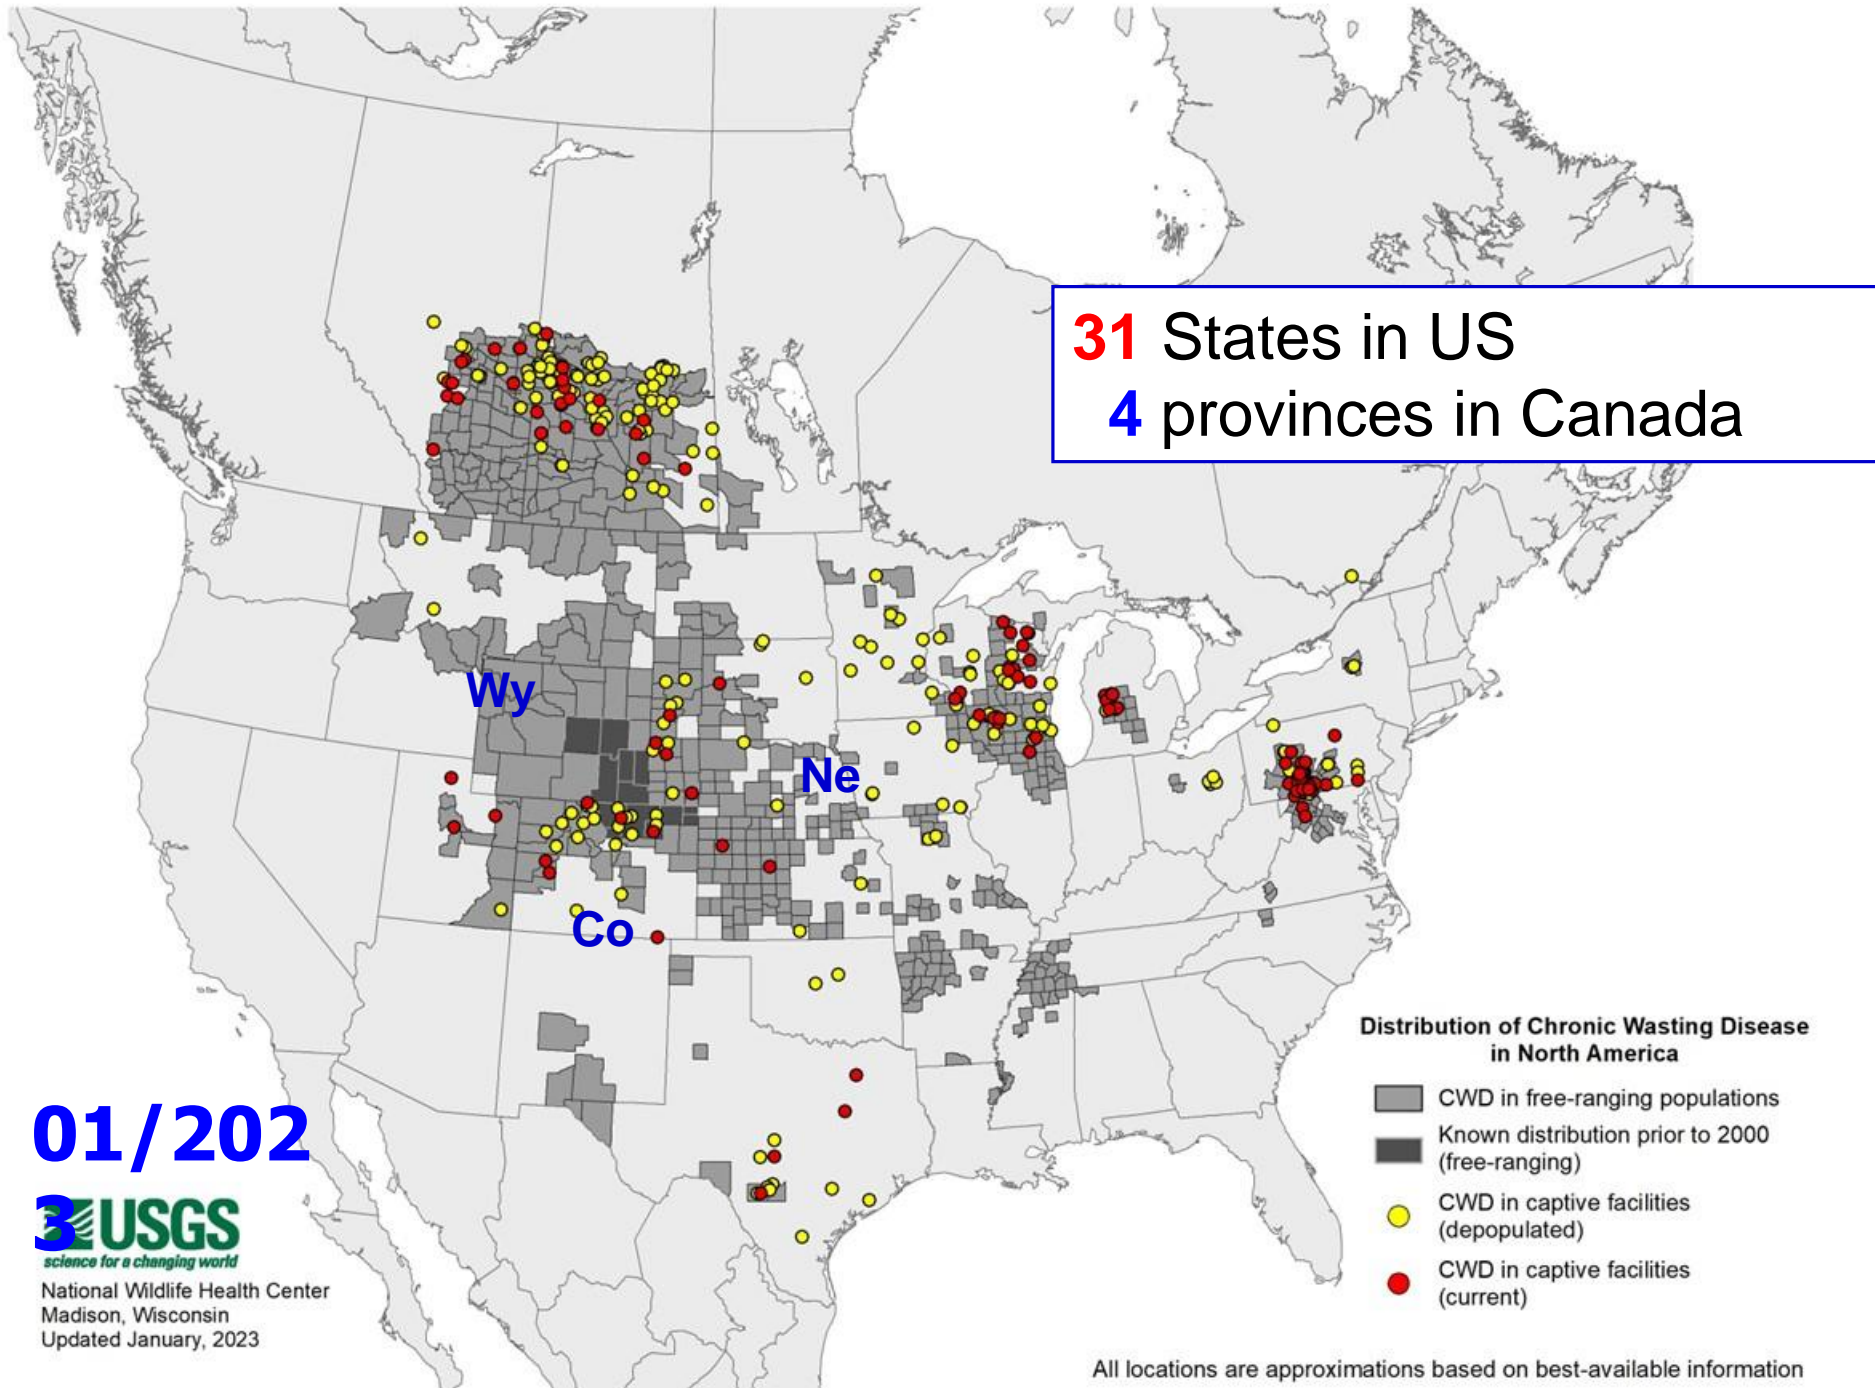 31 States in US
4 provinces in Canada
Wy
Ne
Co
01/202
3
USGS
science for a changing world
National Wildlife Health Center
Madison, Wisconsin
Updated January, 2023
Distribution of Chronic Wasting Disease
in North America
CWD in free-ranging populations
Known distribution prior to 2000
(free-ranging)
CWD in captive facilities
(depopulated)
CWD in captive facilities
(current)
All locations are approximations based on best-available information